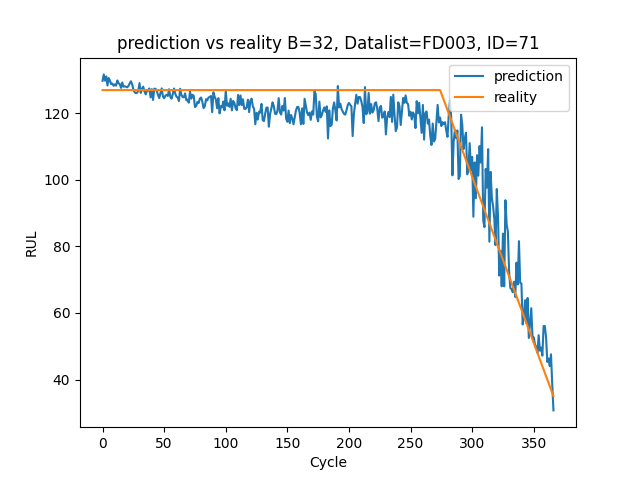 prediction vs reality B=32, Datalist=FD003, ID=71
prediction
reality
RUL
120
100
80
60
40
0 50 100 150 200 250 300 350
Cycle